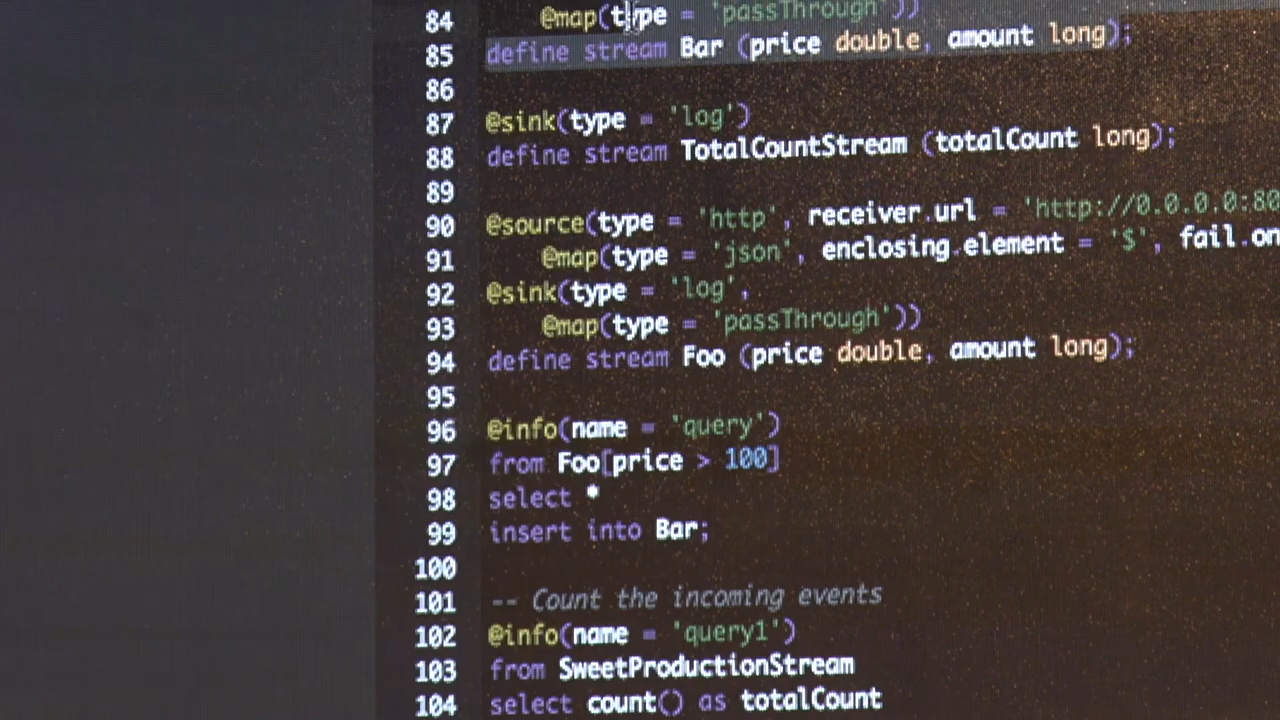 84 @map(type = 'passThrough'))
85 define stream Bar (price double, amount long);
86
87 @sink(type = 'log')
88 define stream TotalCountStream (totalCount long);
89
90 @source(type = 'http', receiver.url = 'http://0.0.0.0:80
91 @map(type = 'json', enclosing.element = '$', fail.on
92 @sink(type = 'log',
93 @map(type = 'passThrough'))
94 define stream Foo (price double, amount long);
95
96 @info(name = 'query')
97 from Foo[price > 100]
98 select *
99 insert into Bar;
100
101 -- Count the incoming events
102 @info(name = 'query1')
103 from SweetProductionStream
104 select count() as totalCount